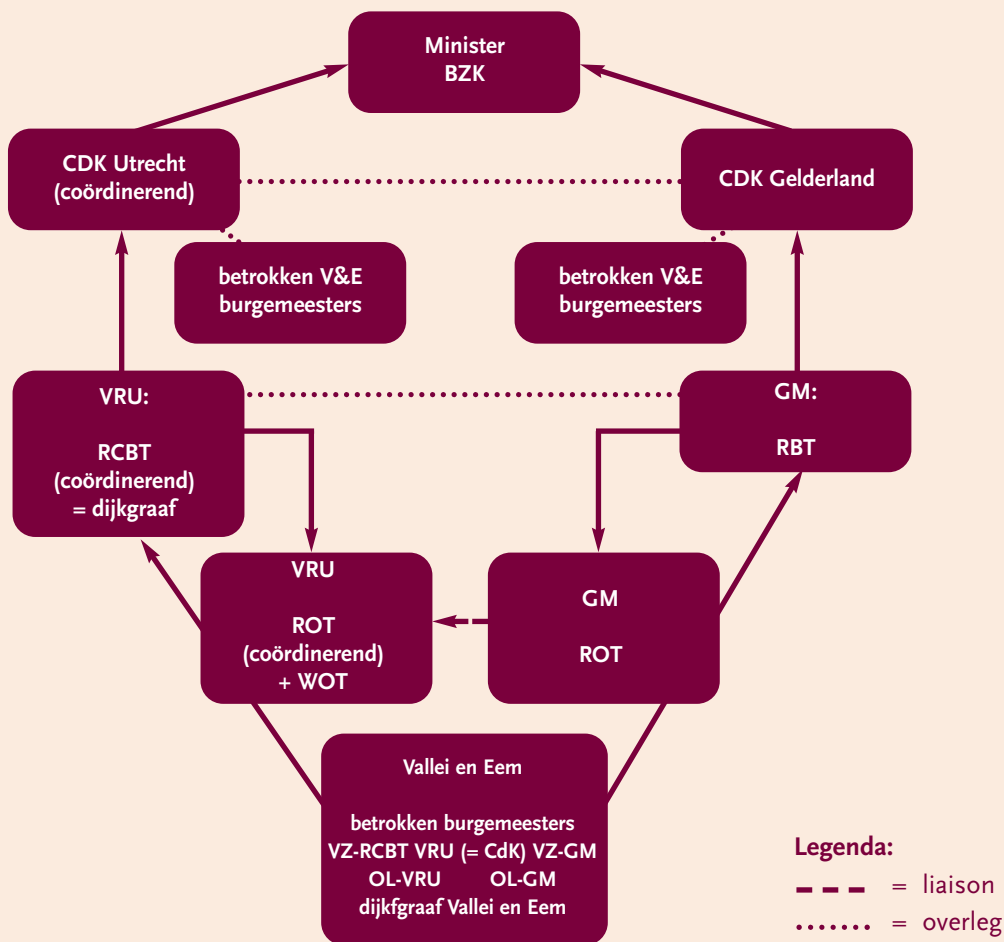 Minister
BZK
CDK Utrecht
(coördinerend)
CDK Gelderland
betrokken V&E
burgemeesters
betrokken V&E
burgemeesters
VRU:
RCBT
(coördinerend)
= dijkgraaf
GM:
RBT
VRU
ROT
(coördinerend)
+ WOT
GM
ROT
Vallei en Eem
betrokken burgemeesters
VZ-RCBT VRU (= CdK) VZ-GM
OL-VRU OL-GM
dijkfgraaf Vallei en Eem
Legenda:
= liaison
= overleg